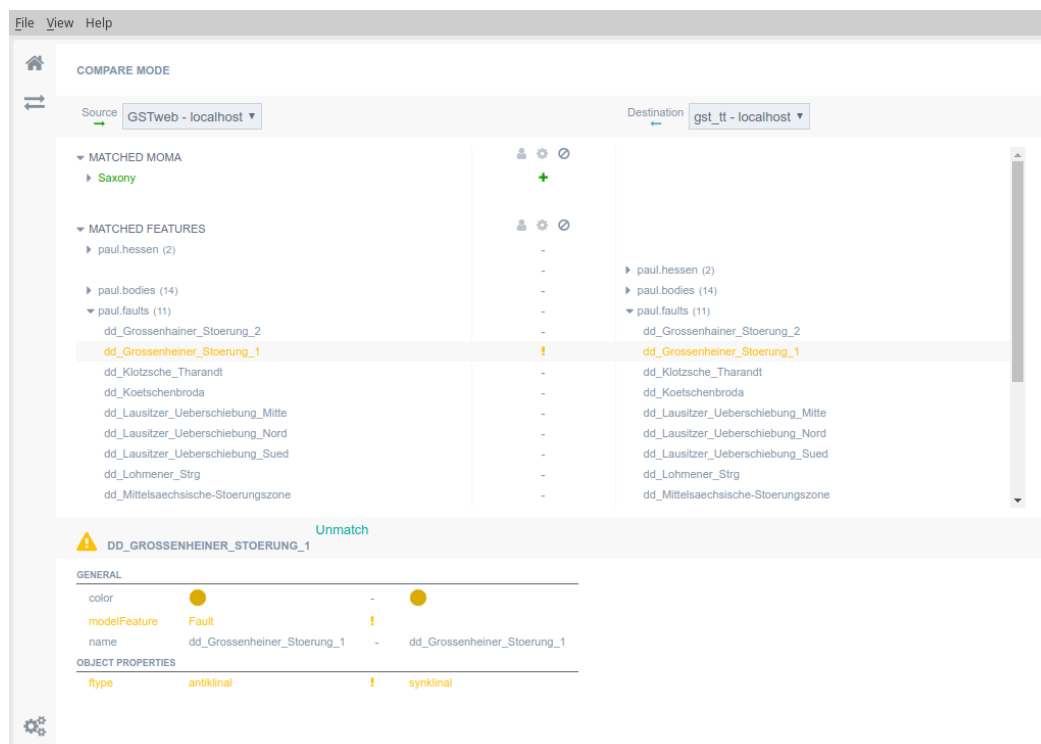 File View Help
COMPARE MODE
Source GSTweb - localhost Destination gst_tt - localhost
MATCHED MOMA
Saxony +
MATCHED FEATURES
paul.hessen (2) -
- paul.hessen (2)
paul.bodies (14) - paul.bodies (14)
paul.faults (11) - paul.faults (11)
dd_Grossenhainer_Stoerung_2 - dd_Grossenhainer_Stoerung_2
dd_Grossenheiner_Stoerung_1 ! dd_Grossenheiner_Stoerung_1
dd_Klotzsche_Tharandt - dd_Klotzsche_Tharandt
dd_Koetschenbroda - dd_Koetschenbroda
dd_Lausitzer_Ueberschiebung_Mitte - dd_Lausitzer_Ueberschiebung_Mitte
dd_Lausitzer_Ueberschiebung_Nord - dd_Lausitzer_Ueberschiebung_Nord
dd_Lausitzer_Ueberschiebung_Sued - dd_Lausitzer_Ueberschiebung_Sued
dd_Lohmener_Strg - dd_Lohmener_Strg
dd_Mittelsaechsische-Stoerungszone - dd_Mittelsaechsische-Stoerungszone
Unmatch
DD_GROSSENHEINER_STOERUNG_1
GENERAL
color -
modelFeature Fault !
name dd_Grossenheiner_Stoerung_1 - dd_Grossenheiner_Stoerung_1
OBJECT PROPERTIES
ftype antiklinal ! synklinal